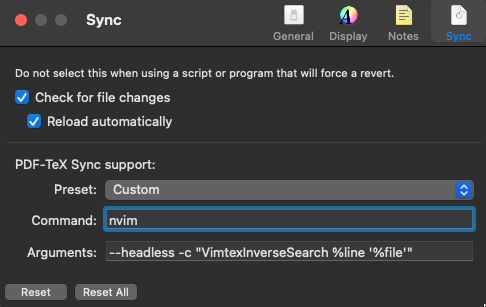 Sync
General
Display
Notes
Sync
Do not select this when using a script or program that will force a revert.
Check for file changes
Reload automatically
PDF-TeX Sync support:
Preset: Custom
Command: nvim
Arguments: --headless -c "VimtexInverseSearch %line '%file'"
Reset
Reset All